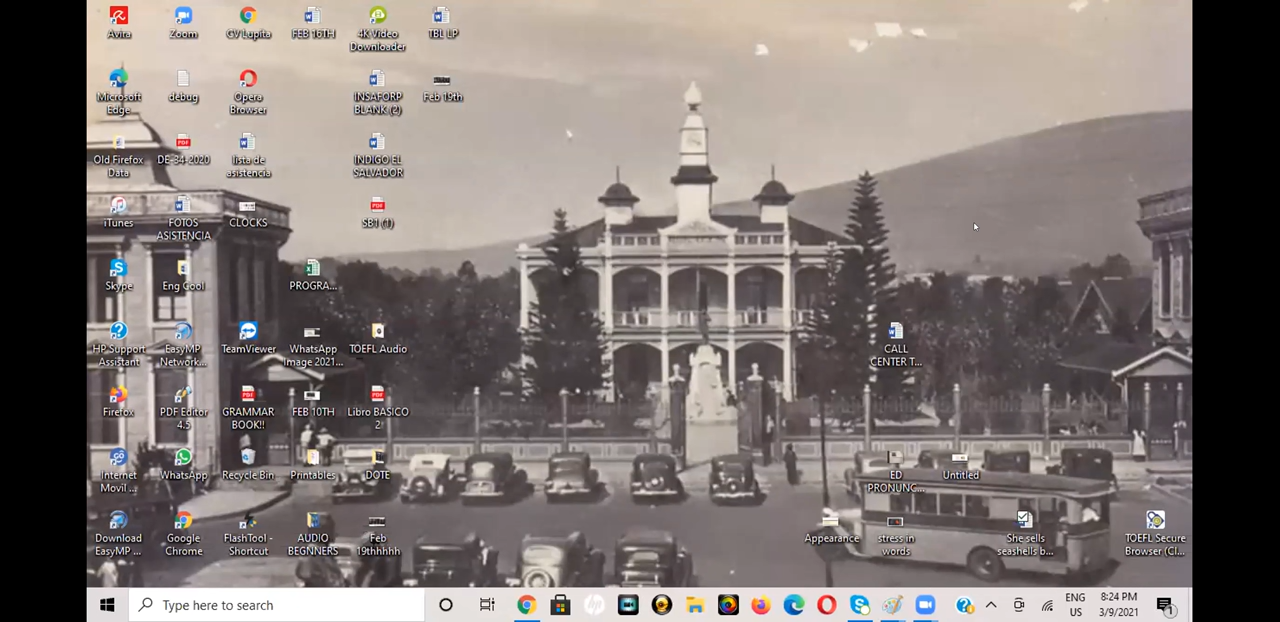 Avira
Zoom
CV Lupita
FEB 16TH
4K Video
Downloader
TBL LP
Microsoft
Edge
debug
Opera
Browser
INSAFORP
BLANK (2)
Feb 19th
Old Firefox
Data
DE-34-2020
lista de
asistencia
INDIGO EL
SALVADOR
iTunes
FOTOS
ASISTENCIA
CLOCKS
SB1 (1)
Skype
Eng Cool
PROGRA...
HP Support
Assistant
EasyMP
Network...
TeamViewer
WhatsApp
Image 2021...
TOEFL Audio
CALL
CENTER T...
Firefox
PDF Editor
4.5
GRAMMAR
BOOK!!
FEB 10TH
Libro BASICO
2
Internet
Movil ...
WhatsApp
Recycle Bin
Printables
DOTE
ED
PRONUNC...
Untitled
Download
EasyMP ...
Google
Chrome
FlashTool -
Shortcut
AUDIO
BEGNNERS
Feb
19thhhhh
Appearance
stress in
words
She sells
seashells b...
TOEFL Secure
Browser (Cl...
Type here to search
ENG
US
8:24 PM
3/9/2021